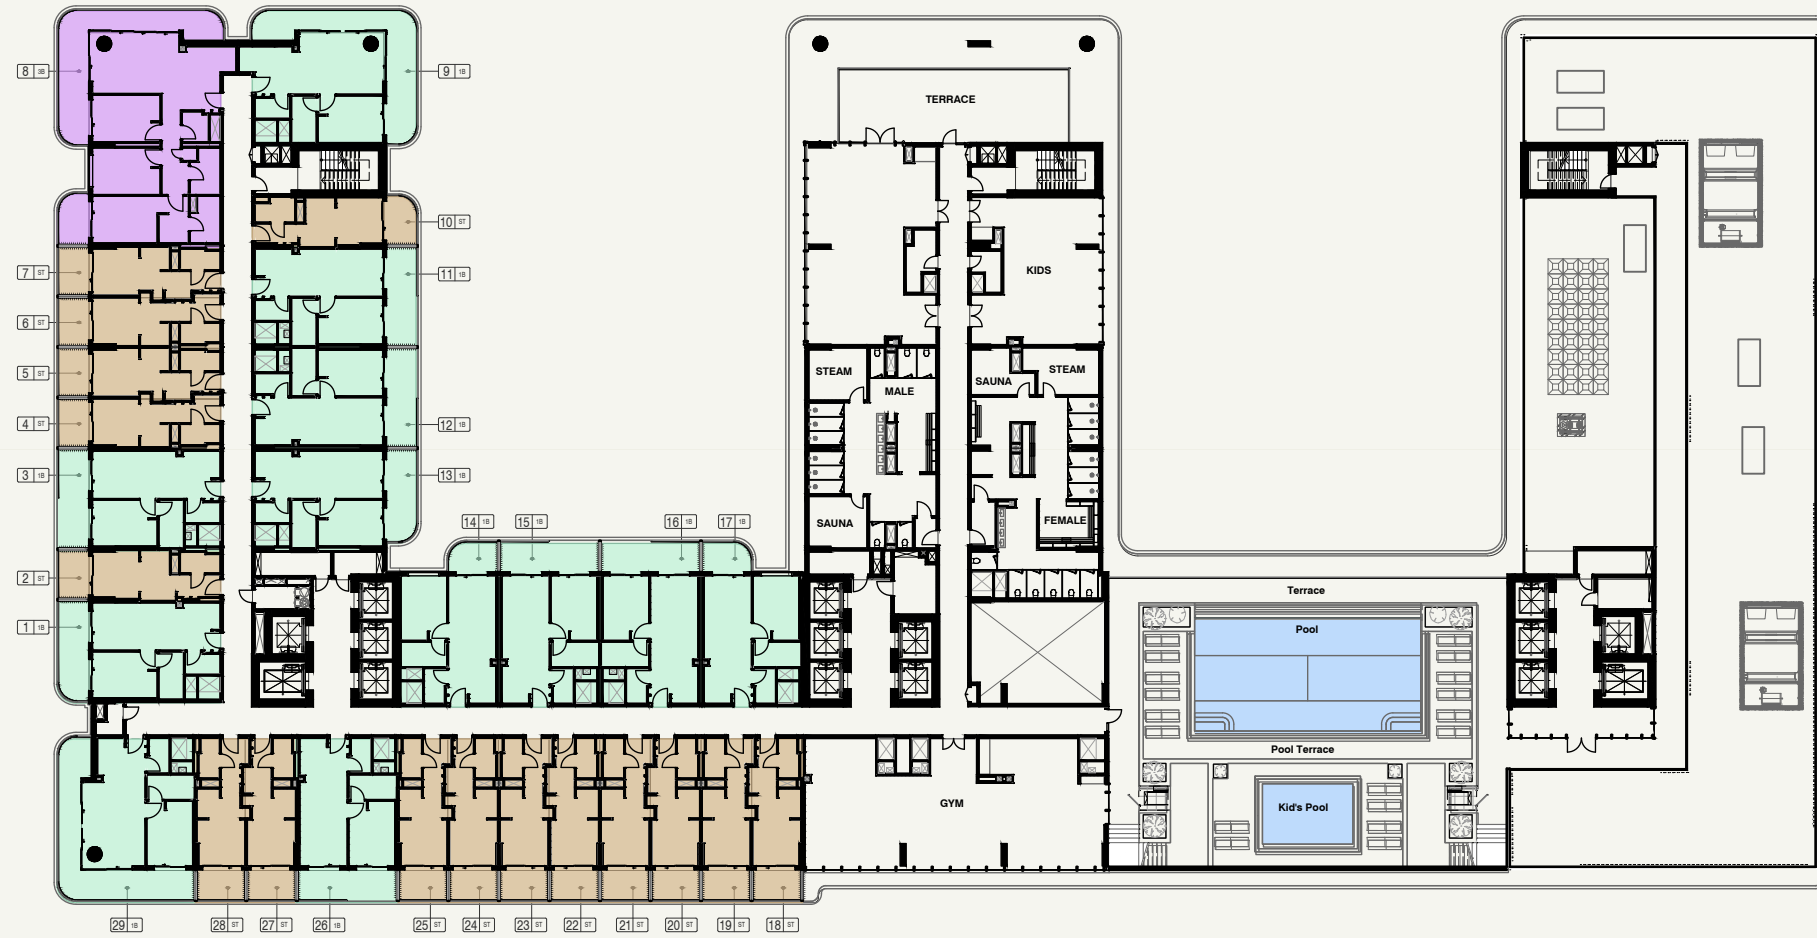 8 3B
9 1B
TERRACE
10 ST
7 ST
11 1B
KIDS
6 ST
5 ST
STEAM
STEAM
SAUNA
MALE
4 ST
12 1B
3 1B
13 1B
14 1B
15 1B
16 1B
17 1B
SAUNA
FEMALE
2 ST
Terrace
1 1B
Pool
Pool Terrace
GYM
Kid's Pool
29 1B
28 ST
27 ST
26 1B
25 ST
24 ST
23 ST
22 ST
21 ST
20 ST
19 ST
18 ST